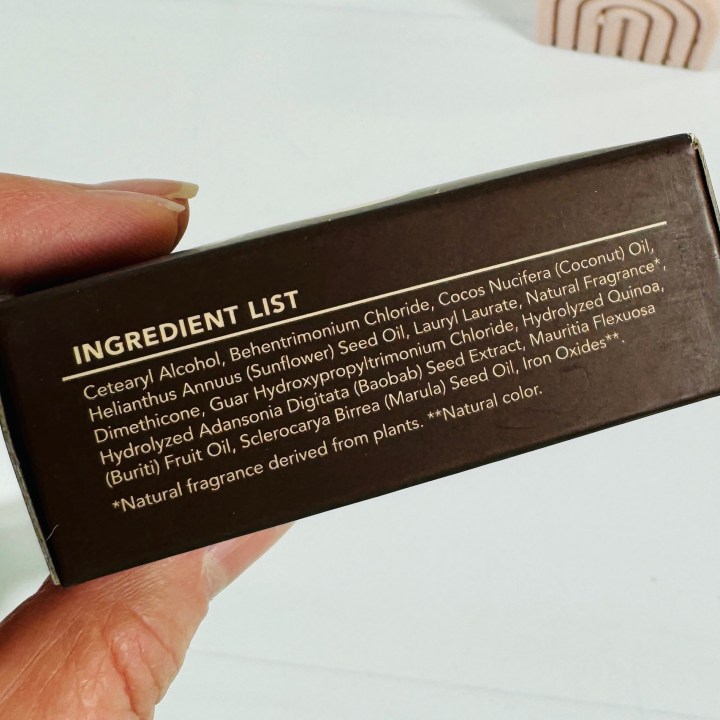 INGREDIENT LIST
Cetearyl Alcohol, Behentrimonium Chloride, Cocos Nucifera (Coconut) Oil,
Helianthus Annuus (Sunflower) Seed Oil, Lauryl Laurate, Natural Fragrance*,
Dimethicone, Guar Hydroxypropyltrimonium Chloride, Hydrolyzed Quinoa,
Hydrolyzed Adansonia Digitata (Baobab) Seed Extract, Mauritia Flexuosa
(Buriti) Fruit Oil, Sclerocarya Birrea (Marula) Seed Oil, Iron Oxides**.
*Natural fragrance derived from plants. **Natural color.